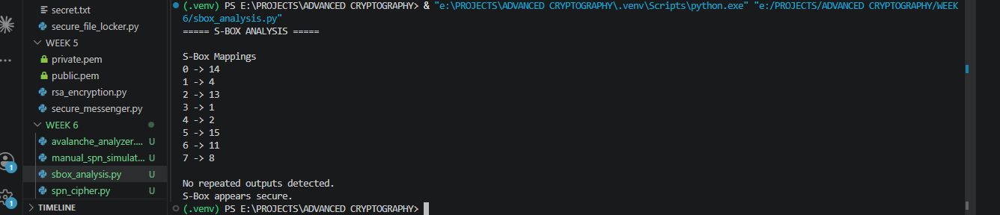 secret.txt
secure_file_locker.py
WEEK 5
private.pem
public.pem
rsa_encryption.py
secure_messenger.py
WEEK 6
avalanche_analyzer.... U
manual_spn_simulat... U
sbox_analysis.py U
spn_cipher.py U
TIMELINE
1
1
(.venv) PS E:\PROJECTS\ADVANCED CRYPTOGRAPHY> & "e:\PROJECTS\ADVANCED CRYPTOGRAPHY\.venv\Scripts\python.exe" "e:/PROJECTS/ADVANCED CRYPTOGRAPHY/WEEK
6/sbox_analysis.py"
===== S-BOX ANALYSIS =====
S-Box Mappings
0 -> 14
1 -> 4
2 -> 13
3 -> 1
4 -> 2
5 -> 15
6 -> 11
7 -> 8
No repeated outputs detected.
S-Box appears secure.
(.venv) PS E:\PROJECTS\ADVANCED CRYPTOGRAPHY>